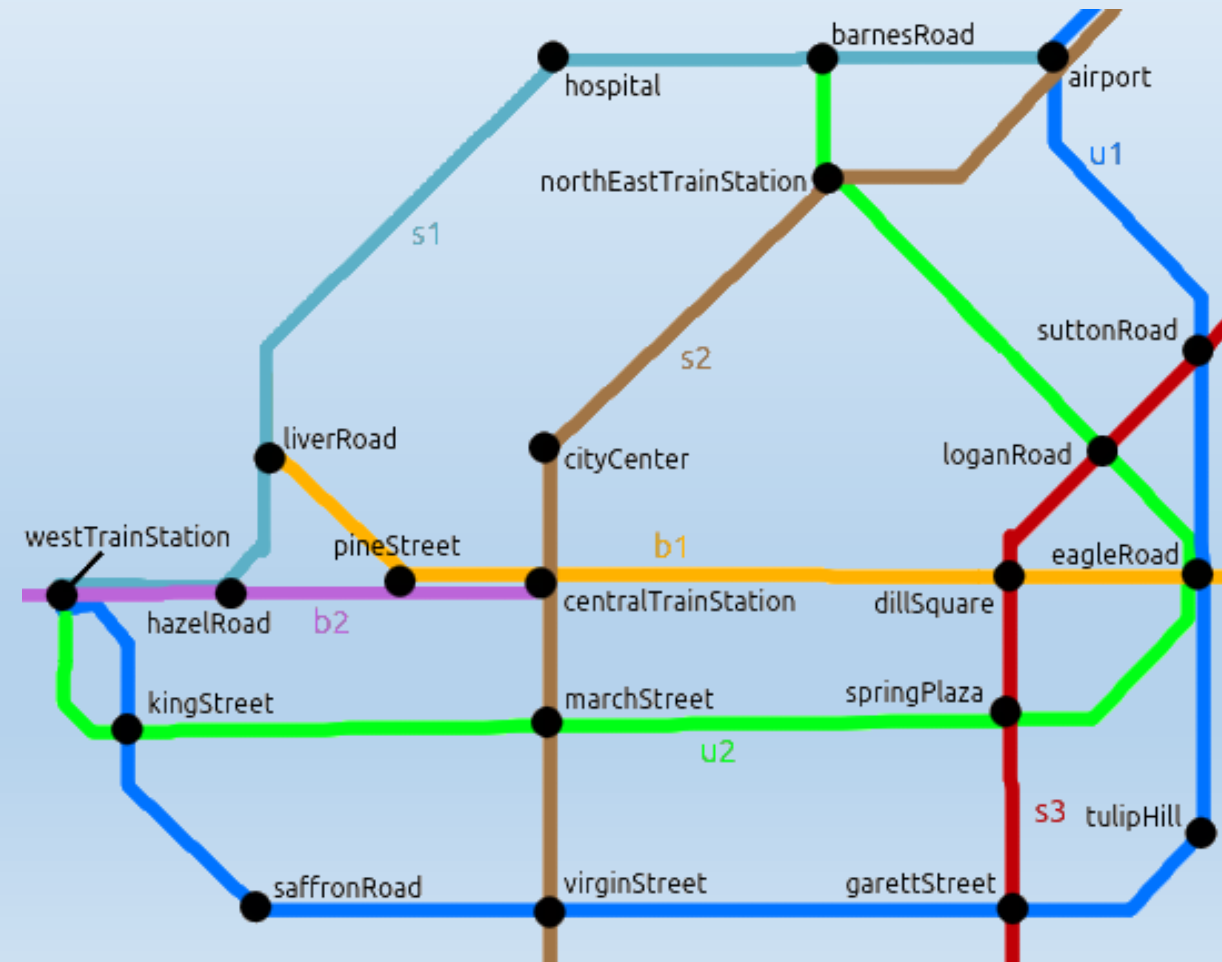 barnesRoad
hospital
airport
u1
northEastTrainStation
s1
suttonRoad
s2
liverRoad
cityCenter
loganRoad
westTrainStation
pineStreet
b1
eagleRoad
centralTrainStation
dillSquare
hazelRoad
b2
kingStreet
marchStreet
springPlaza
u2
s3
tulipHill
saffronRoad
virginStreet
garettStreet